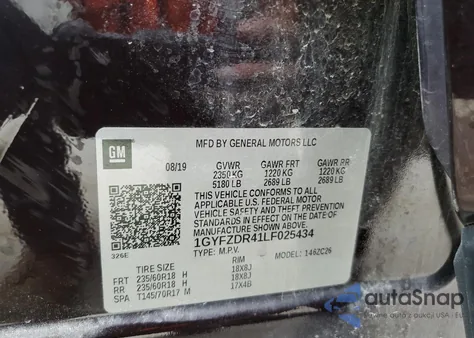 MFD BY GENERAL MOTORS LLC
GM
08/19 GVWR GAWR FRT GAWR RR
2350 KG 1220 KG 1220 KG
5180 LB 2689 LB 2689 LB
THIS VEHICLE CONFORMS TO ALL
APPLICABLE U.S. FEDERAL MOTOR
VEHICLE SAFETY AND THEFT PREVENTION
STANDARDS IN EFFECT ON THE DATE OF
MANUFACTURE SHOWN ABOVE.
1GYFZDR41LF025434
326E TYPE: M.P.V. MODEL: 146ZC26
TIRE SIZE RIM
FRT 235/60R18 H 18X8J
RR 235/60R18 H 18X8J
SPA T145/70R17 M 17X4B
autoSnap